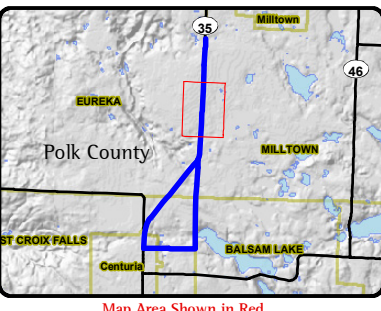 Milltown
35
46
EUREKA
Polk County
MILLTOWN
ST CROIX FALLS
BALSAM LAKE
Centuria
Map Area Shown in Red